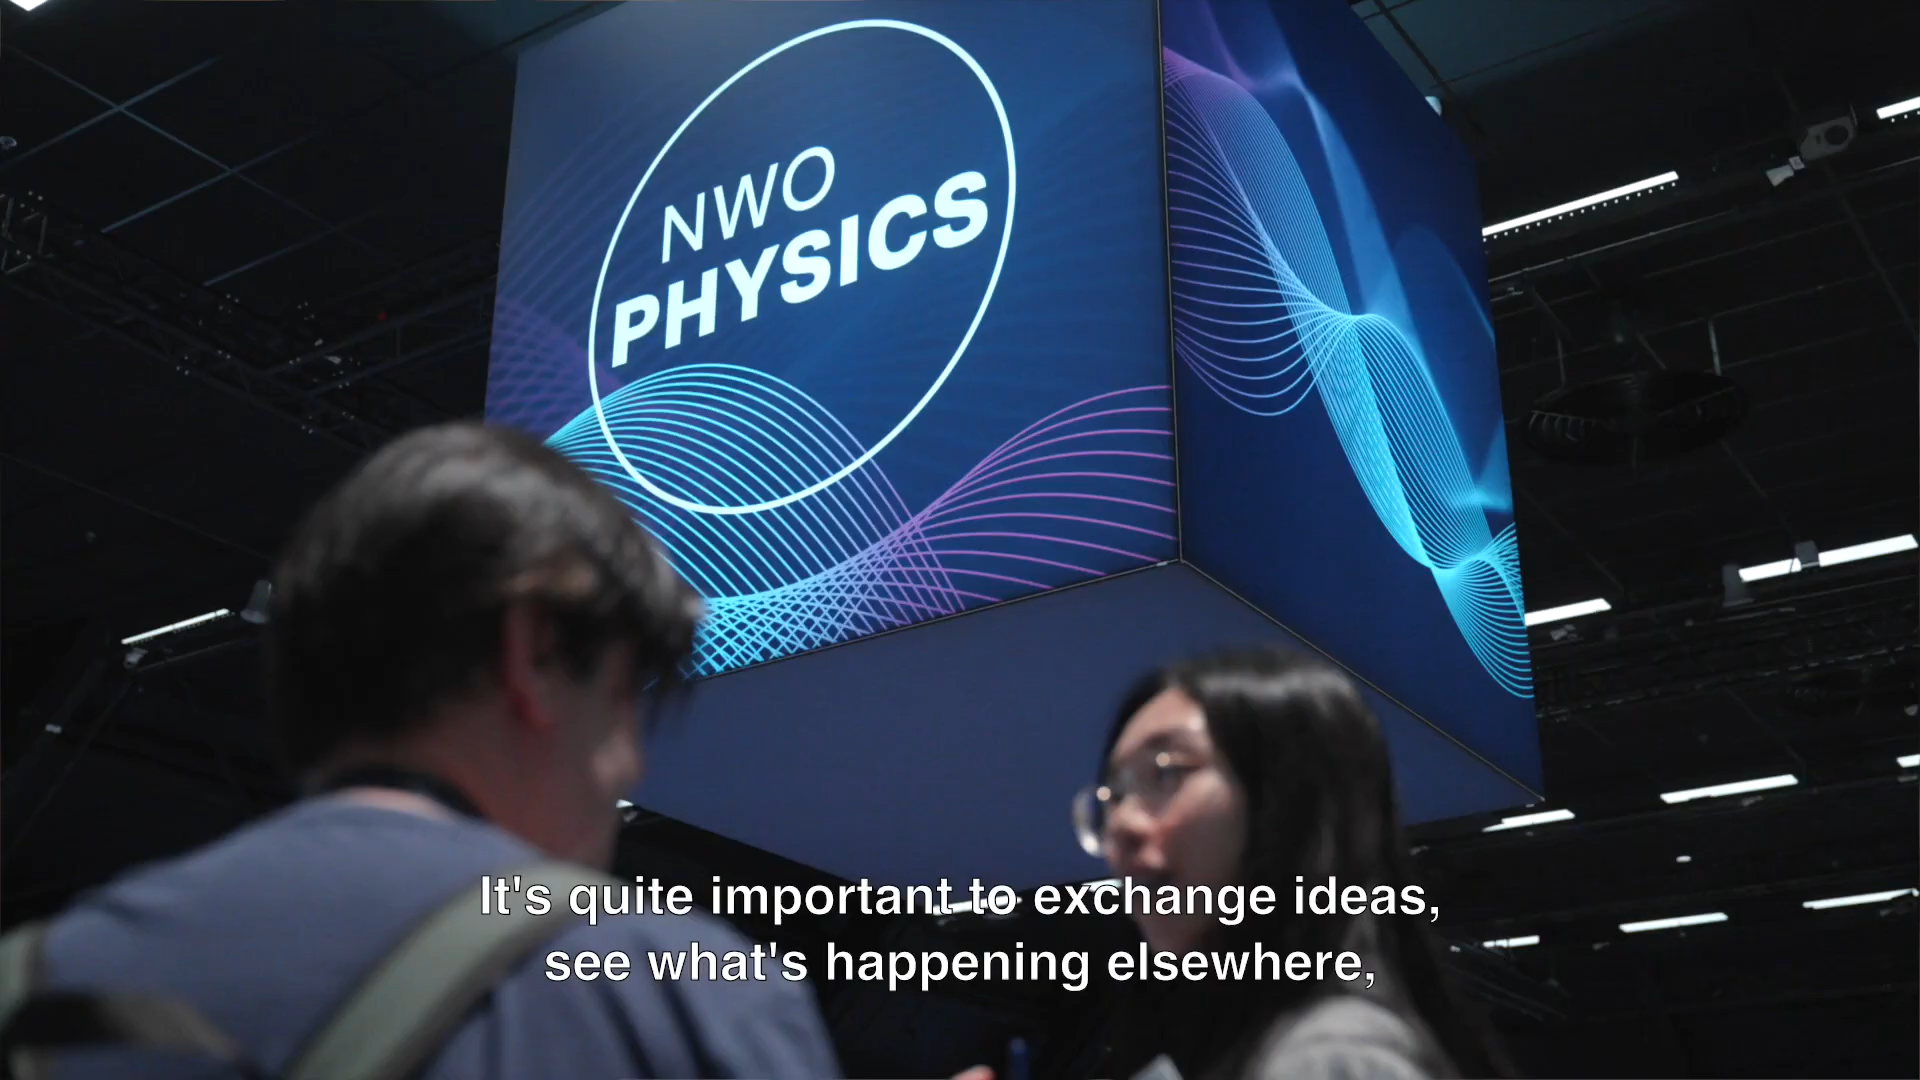 NWO
PHYSICS
It's quite important to exchange ideas,
see what's happening elsewhere,